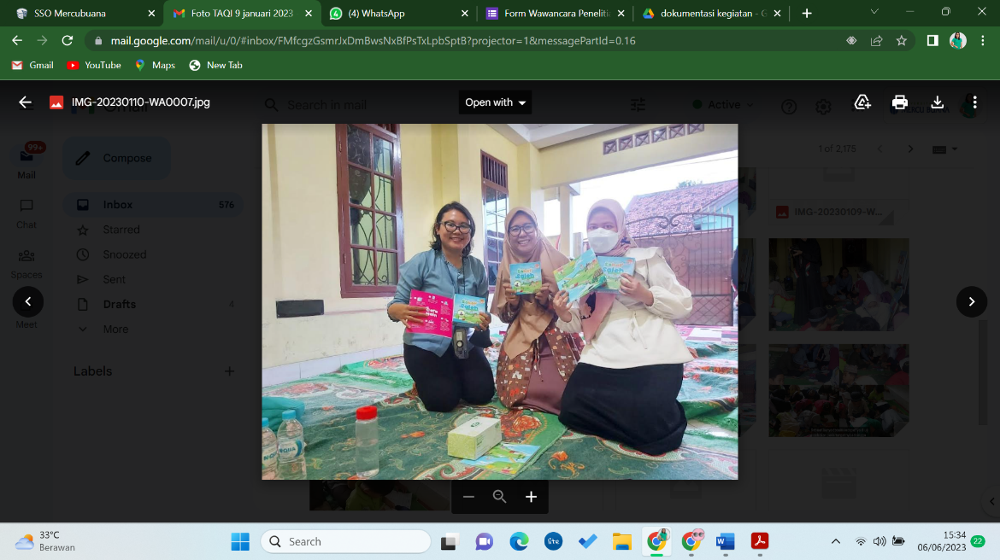 SSO Mercubuana
Foto TAQI 9 januari 2023
(4) WhatsApp
Form Wawancara Peneliti
dokumentasi kegiatan - G
mail.google.com/mail/u/0/#inbox/FMfcgzGsmrJxDmBwsNxBfPsTxLpbSptB?projector=1&messagePartId=0.16
Gmail
YouTube
Maps
New Tab
IMG-20230110-WA0007.jpg
Gmail
Search in mail
Open with
Active
99+
Mail
Compose
1 of 2,175
Chat
Inbox
576
Starred
IMG-20230109-W...
Spaces
Snoozed
Sent
Meet
Drafts
4
More
Labels
33°C
Berawan
Search
lite
15:34
06/06/2023
22